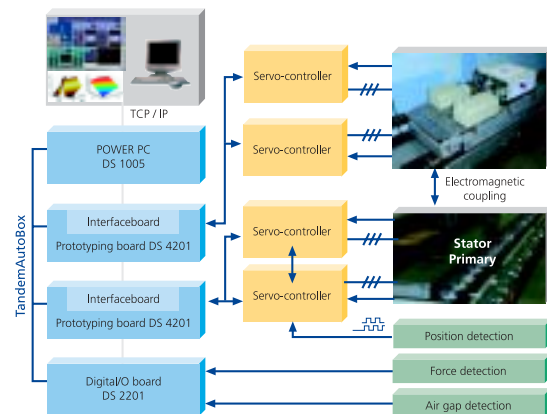 TCP / IP
POWER PC
DS 1005
Interfaceboard
Prototyping board DS 4201
Interfaceboard
Prototyping board DS 4201
Digital/O board
DS 2201
TandemAutoBox
Servo-controller
Servo-controller
Servo-controller
Servo-controller
Electromagnetic
coupling
Stator
Primary
Position detection
Force detection
Air gap detection